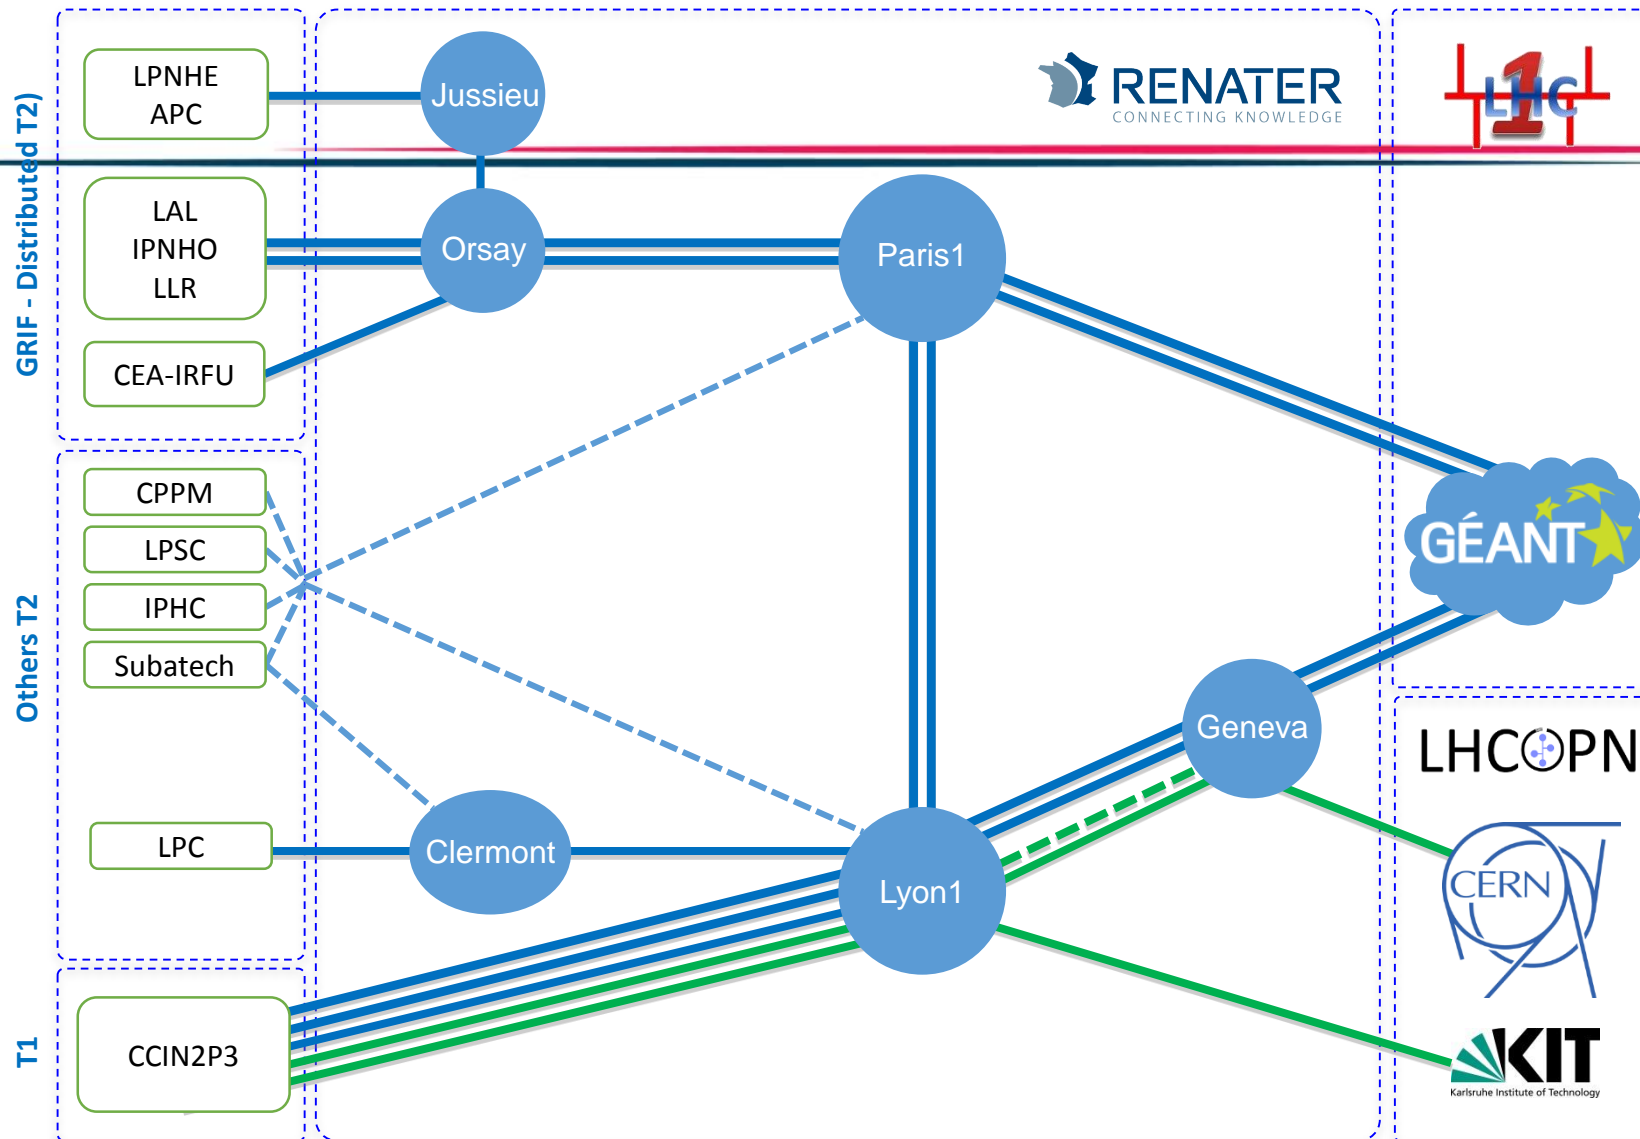 GRIF - Distributed T2)
LPNHE
APC
Jussieu
RENATER
CONNECTING KNOWLEDGE
LHC
1
LAL
IPNHO
LLR
Orsay
Paris1
CEA-IRFU
Others T2
CPPM
LPSC
IPHC
Subatech
GÉANT
Geneva
LHCOPN
LPC
Clermont
Lyon1
CERN
T1
CCIN2P3
KIT
Karlsruhe Institute of Technology